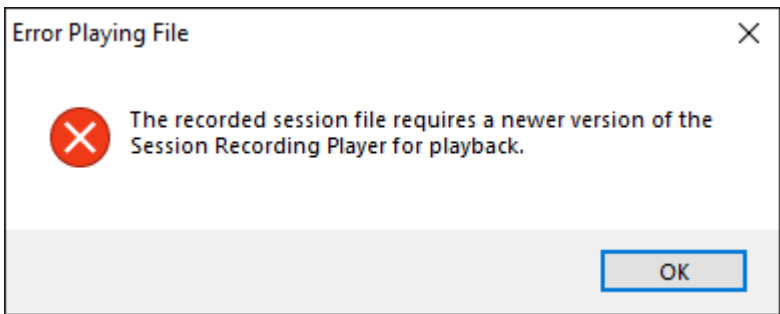 Error Playing File
The recorded session file requires a newer version of the
Session Recording Player for playback.
OK